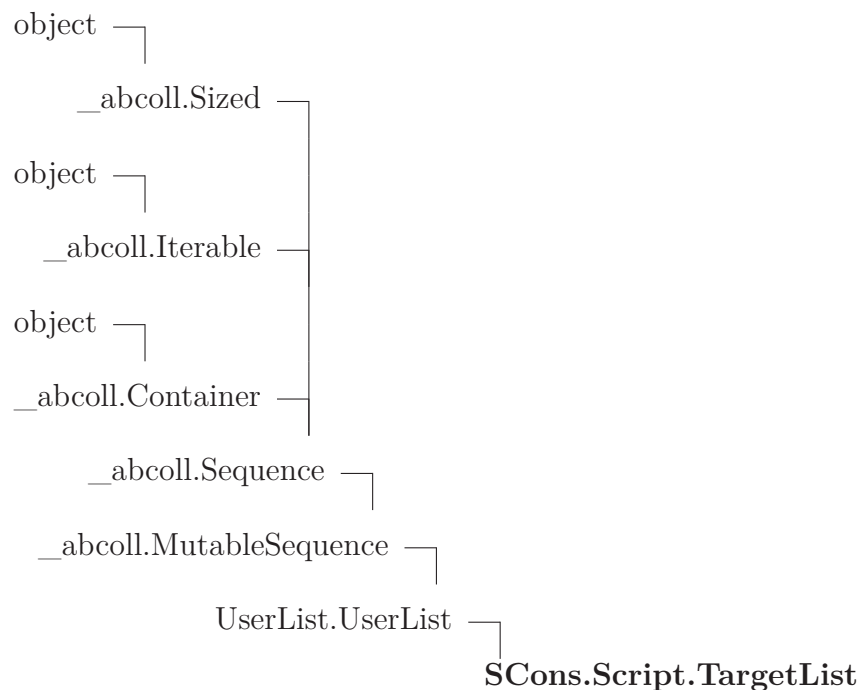 object
_abcoll.Sized
object
_abcoll.Iterable
object
_abcoll.Container
_abcoll.Sequence
_abcoll.MutableSequence
UserList.UserList
SCons.Script.TargetList